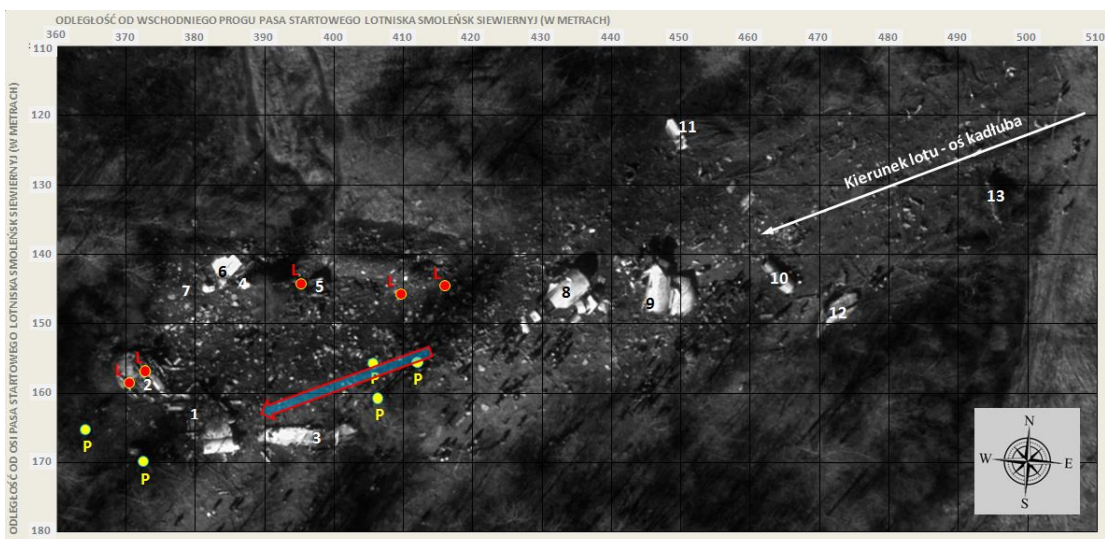 ODLEGŁOŚĆ OD WSCHODNIEGO PROGU PASA STARTOWEGO LOTNISKA SMOLEŃSK SIEWIERNYJ (W METRACH)
360 370 380 390 400 410 420 430 440 450 460 470 480 490 500 510
ODLEGŁOŚĆ OD OSI PASA STARTOWEGO LOTNISKA SMOLEŃSK SIEWIERNYJ (W METRACH)
110
120
11
Kierunek lotu - oś kadłuba
130
13
140
6 4 L 5 L L 10
7 8 9
150
12
L L
2
P P
160
P
1
3
P
170
P
180
N
W E
S